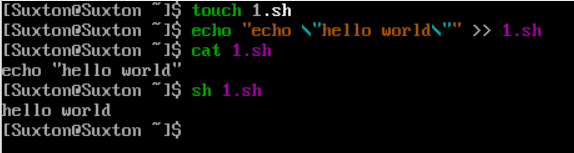 [Suxton@Suxton ~]$ touch 1.sh
[Suxton@Suxton ~]$ echo "echo \"hello world\"" >> 1.sh
[Suxton@Suxton ~]$ cat 1.sh
echo "hello world"
[Suxton@Suxton ~]$ sh 1.sh
hello world
[Suxton@Suxton ~]$